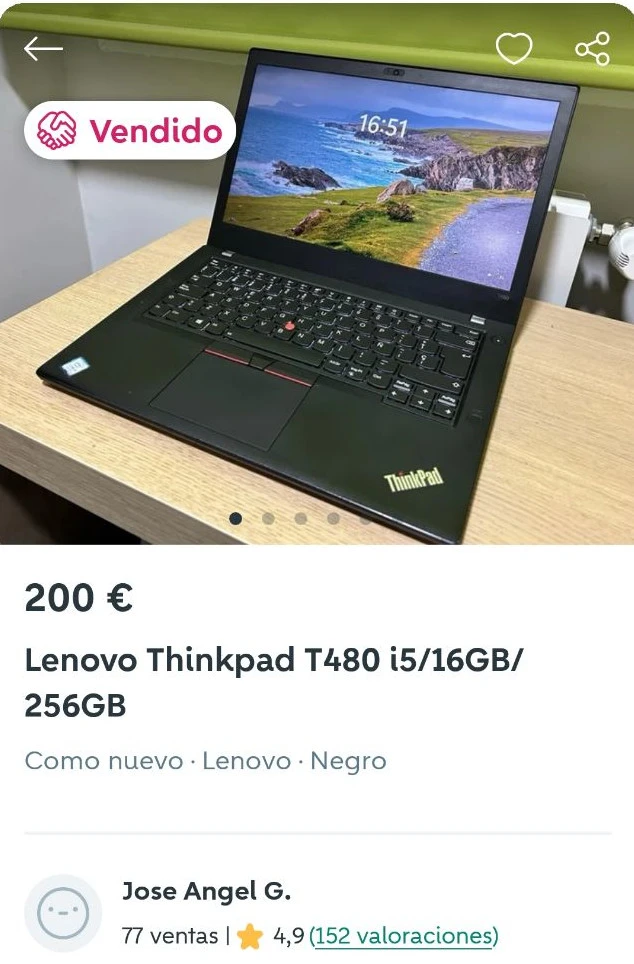 Vendido
16:51
ThinkPad
200 €
Lenovo Thinkpad T480 i5/16GB/
256GB
Como nuevo · Lenovo · Negro
Jose Angel G.
77 ventas | ⭐ 4,9 (152 valoraciones)